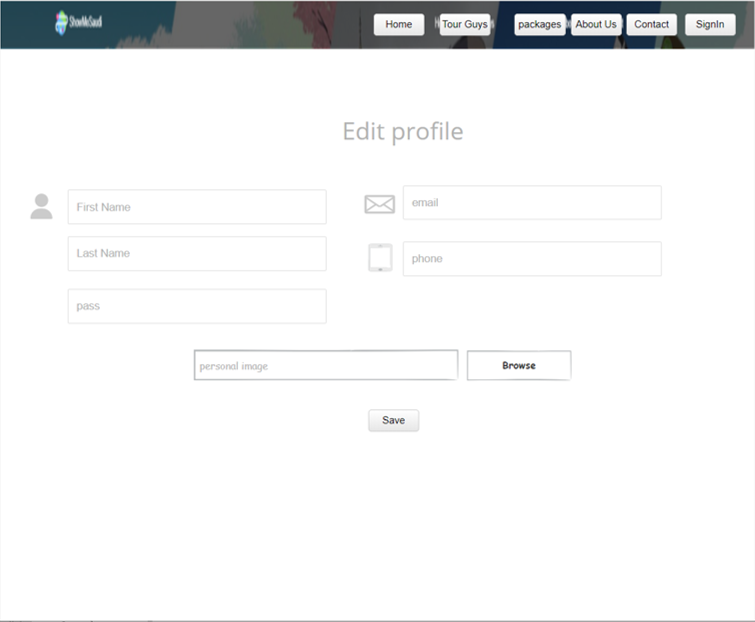 ShowMeSaudi
Home
Tour Guys
packages
About Us
Contact
SignIn
Edit profile
First Name
email
Last Name
phone
pass
personal image
Browse
Save